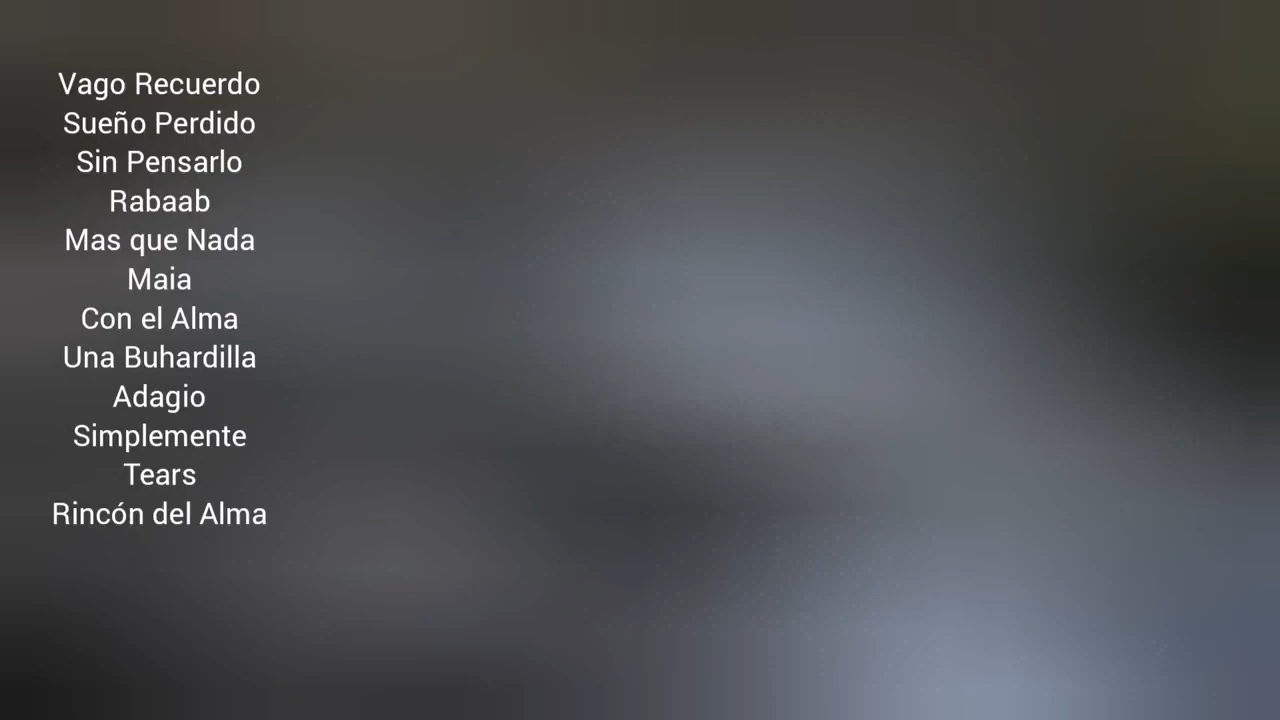 Vago Recuerdo
Sueño Perdido
Sin Pensarlo
Rabaab
Mas que Nada
Maia
Con el Alma
Una Buhardilla
Adagio
Simplemente
Tears
Rincón del Alma